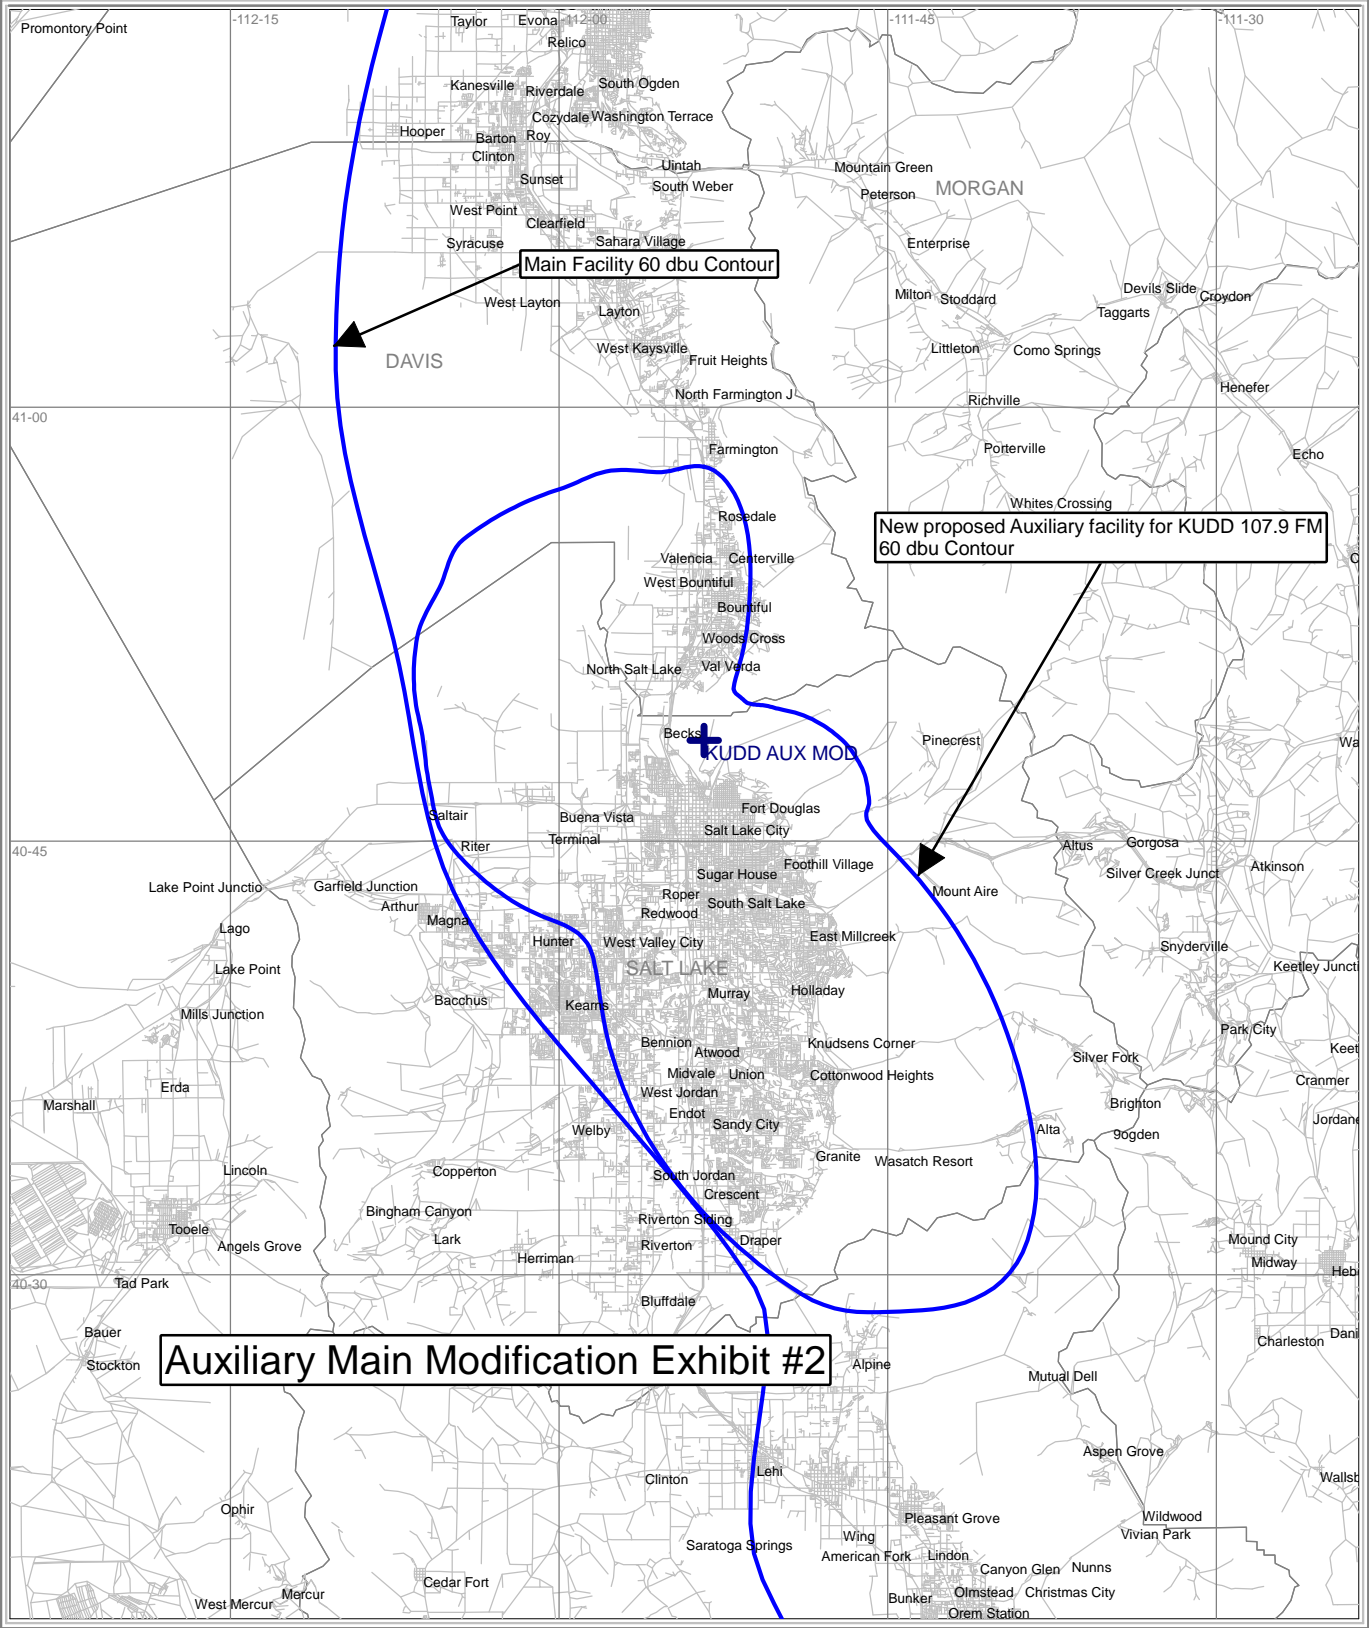 -112-15
-112-00
-111-45
-111-30
Promontory Point
Taylor
Evona
Relico
Kanesville
Riverdale
South Ogden
Cozydale
Washington Terrace
Hooper
Barton
Roy
Clinton
Uintah
Mountain Green
Sunset
South Weber
Peterson
MORGAN
West Point
Clearfield
Syracuse
Sahara Village
Enterprise
Main Facility 60 dbu Contour
West Layton
Layton
Milton
Stoddard
Devils Slide
Croydon
Taggarts
DAVIS
West Kaysville
Fruit Heights
Littleton
Como Springs
Henefer
North Farmington J
Richville
41-00
Farmington
Porterville
Echo
Whites Crossing
Rosedale
New proposed Auxiliary facility for KUDD 107.9 FM
60 dbu Contour
Valencia
Centerville
West Bountiful
Bountiful
Woods Cross
North Salt Lake
Val Verda
Becks
KUDD AUX MOD
Pinecrest
Wa
Saltair
Buena Vista
Fort Douglas
Terminal
Salt Lake City
40-45
Riter
Altus
Gorgosa
Foothill Village
Atkinson
Sugar House
Silver Creek Junct
Lake Point Junctio
Garfield Junction
Roper
Mount Aire
Arthur
Redwood
South Salt Lake
Magna
Lago
Hunter
West Valley City
East Millcreek
Snyderville
SALT LAKE
Lake Point
Keetley Juncti
Bacchus
Kearns
Murray
Holladay
Mills Junction
Park City
Bennion
Atwood
Knudsens Corner
Silver Fork
Keet
Erda
Midvale
Union
Cottonwood Heights
Cranmer
Marshall
West Jordan
Brighton
Endot
Sandy City
Jordane
Welby
Alta
9ogden
Lincoln
Copperton
South Jordan
Granite
Wasatch Resort
Crescent
Bingham Canyon
Riverton Siding
Tooele
Angels Grove
Lark
Riverton
Draper
Mound City
Herriman
Midway
Heb
40-30
Tad Park
Bluffdale
Bauer
Charleston
Dani
Stockton
Auxiliary Main Modification Exhibit #2
Alpine
Mutual Dell
Aspen Grove
Clinton
Lehi
Wallsb
Ophir
Pleasant Grove
Wildwood
Vivian Park
Saratoga Springs
Wing
American Fork
Lindon
Canyon Glen
Nunns
Cedar Fort
Mercur
West Mercur
Bunker
Olmstead
Christmas City
Orem Station